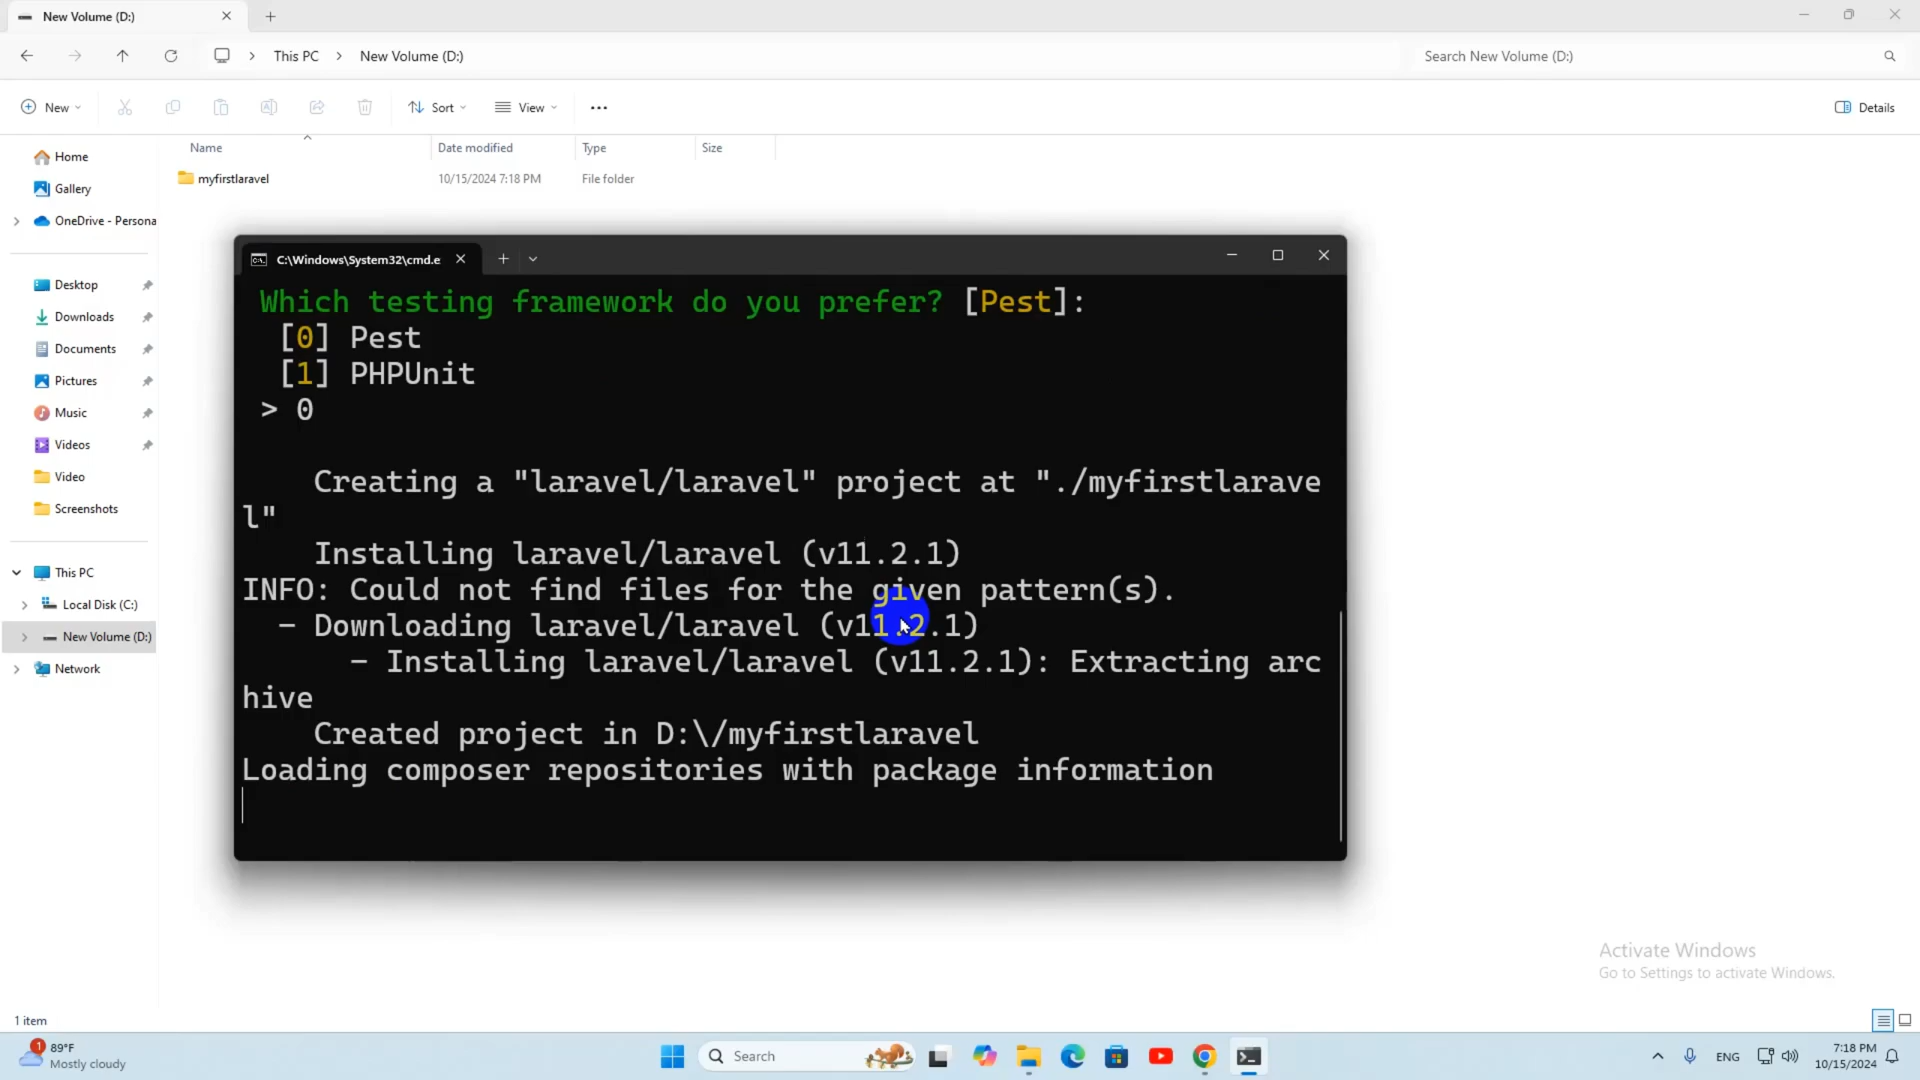 New Volume (D:)
This PC > New Volume (D:)
Search New Volume (D:)
New
Sort
View
Details
Name
Date modified
Type
Size
myfirstlaravel
10/15/2024 7:18 PM
File folder
Home
Gallery
OneDrive - Persona
Desktop
Downloads
Documents
Pictures
Music
Videos
Video
Screenshots
This PC
Local Disk (C:)
New Volume (D:)
Network
C:\Windows\System32\cmd.e
Which testing framework do you prefer? [Pest]:
[0] Pest
[1] PHPUnit
> 0
Creating a "laravel/laravel" project at "./myfirstlarave
l"
Installing laravel/laravel (v11.2.1)
INFO: Could not find files for the given pattern(s).
- Downloading laravel/laravel (v11.2.1)
- Installing laravel/laravel (v11.2.1): Extracting arc
hive
Created project in D:\/myfirstlaravel
Loading composer repositories with package information
Activate Windows
Go to Settings to activate Windows.
1 item
1
89°F
Mostly cloudy
Search
ENG
7:18 PM
10/15/2024